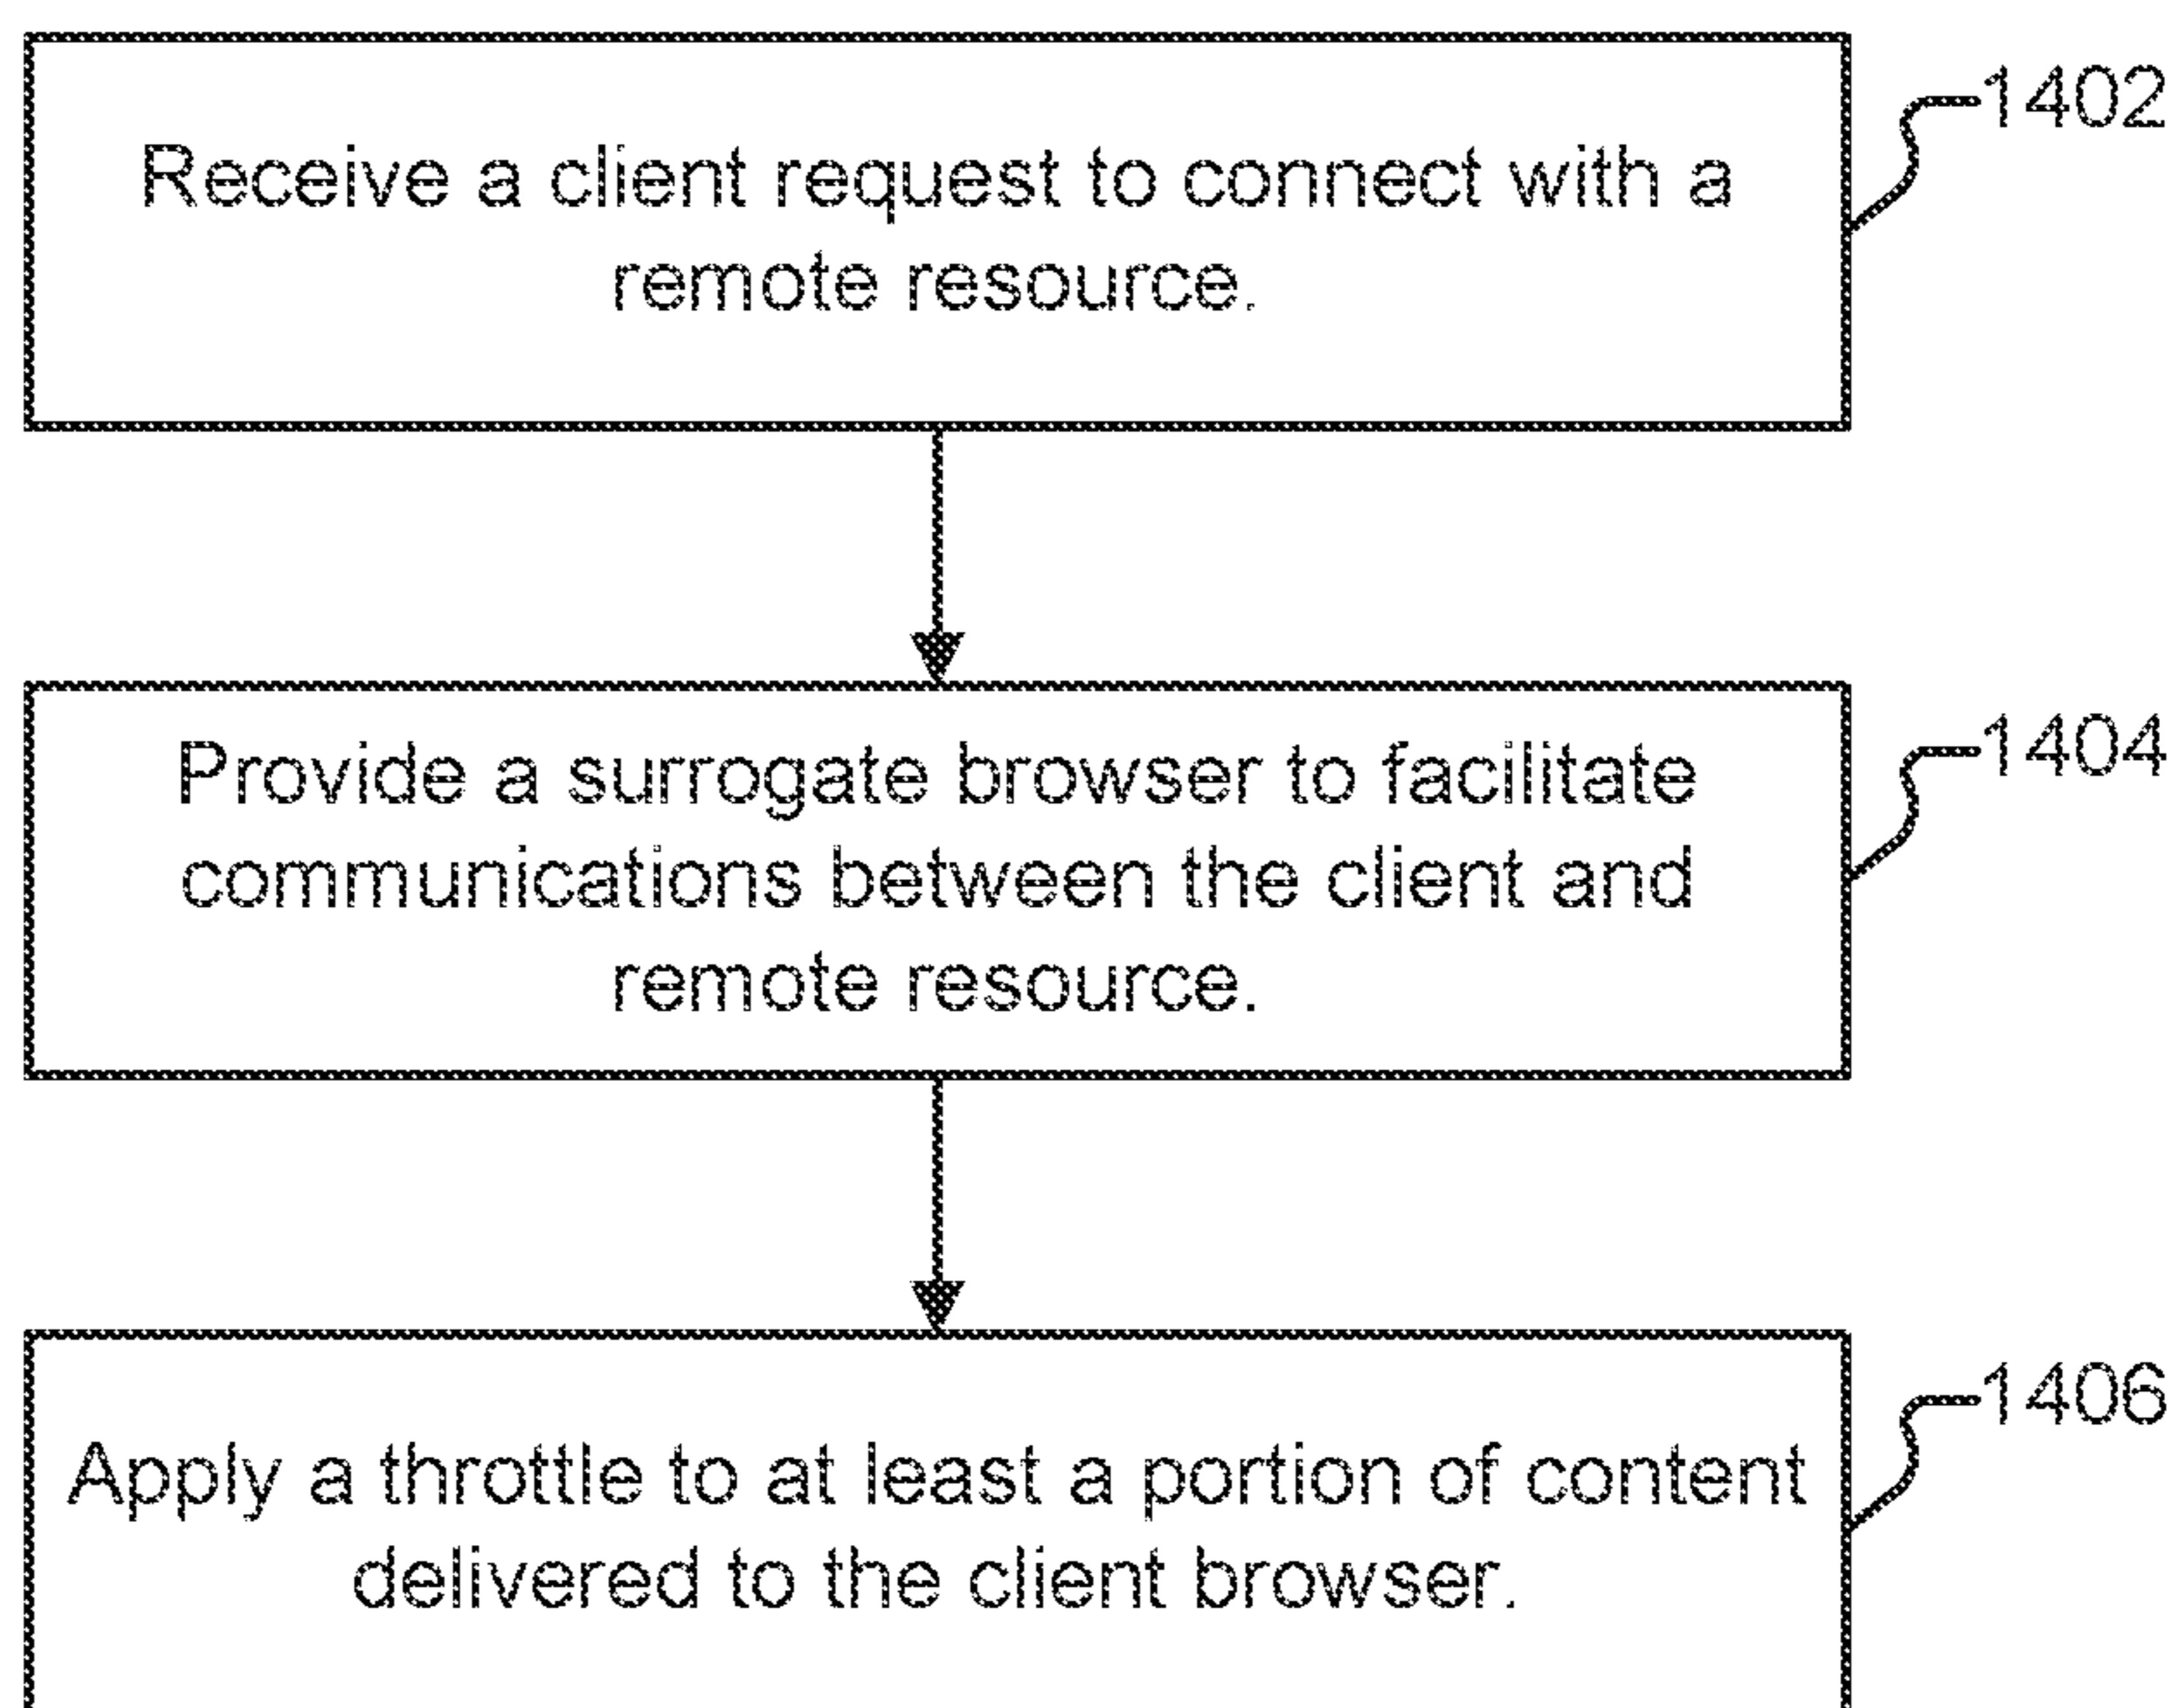 1402
Receive a client request to connect with a
remote resource.
1404
Provide a surrogate browser to facilitate
communications between the client and
remote resource.
1406
Apply a throttle to at least a portion of content
delivered to the client browser.